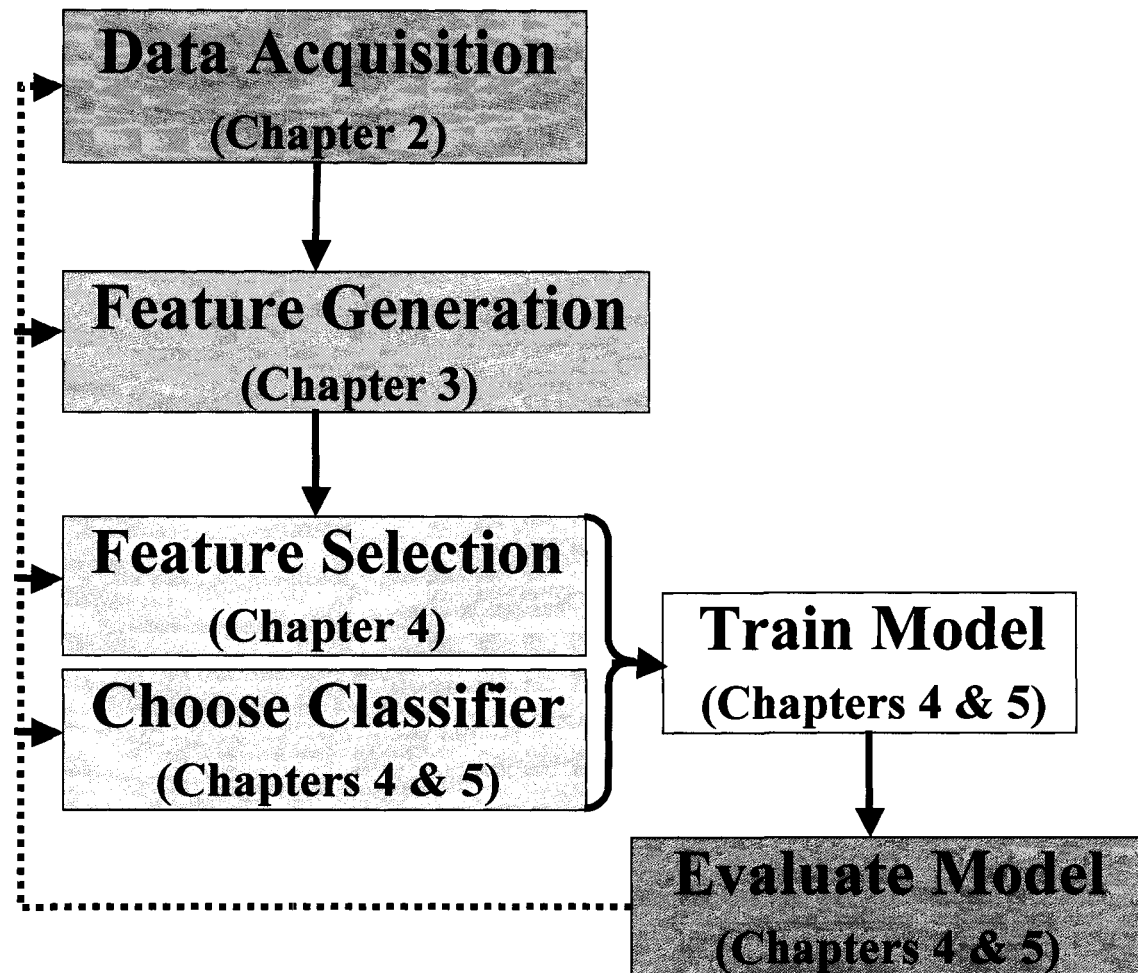 Data Acquisition
(Chapter 2)
Feature Generation
(Chapter 3)
Feature Selection
(Chapter 4)
Choose Classifier
(Chapters 4 & 5)
Train Model
(Chapters 4 & 5)
Evaluate Model
(Chapters 4 & 5)